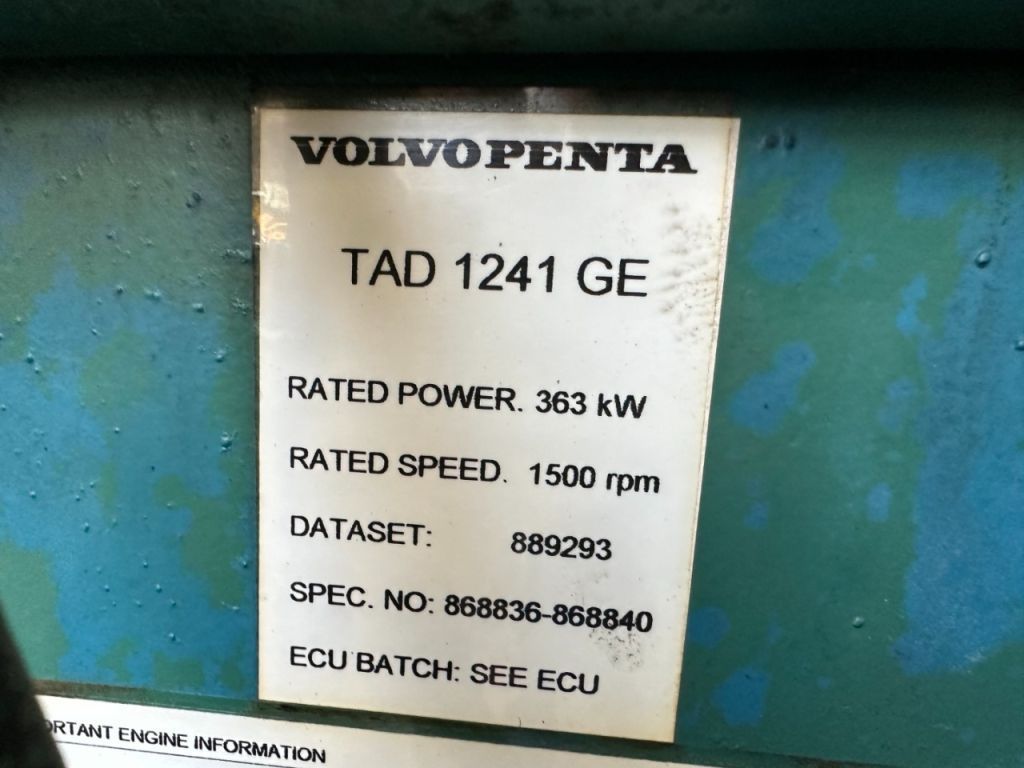 VOLVO PENTA
TAD 1241 GE
RATED POWER. 363 kW
RATED SPEED. 1500 rpm
DATASET: 889293
SPEC. NO: 868836-868840
ECU BATCH: SEE ECU
ENGINE INFORMATION